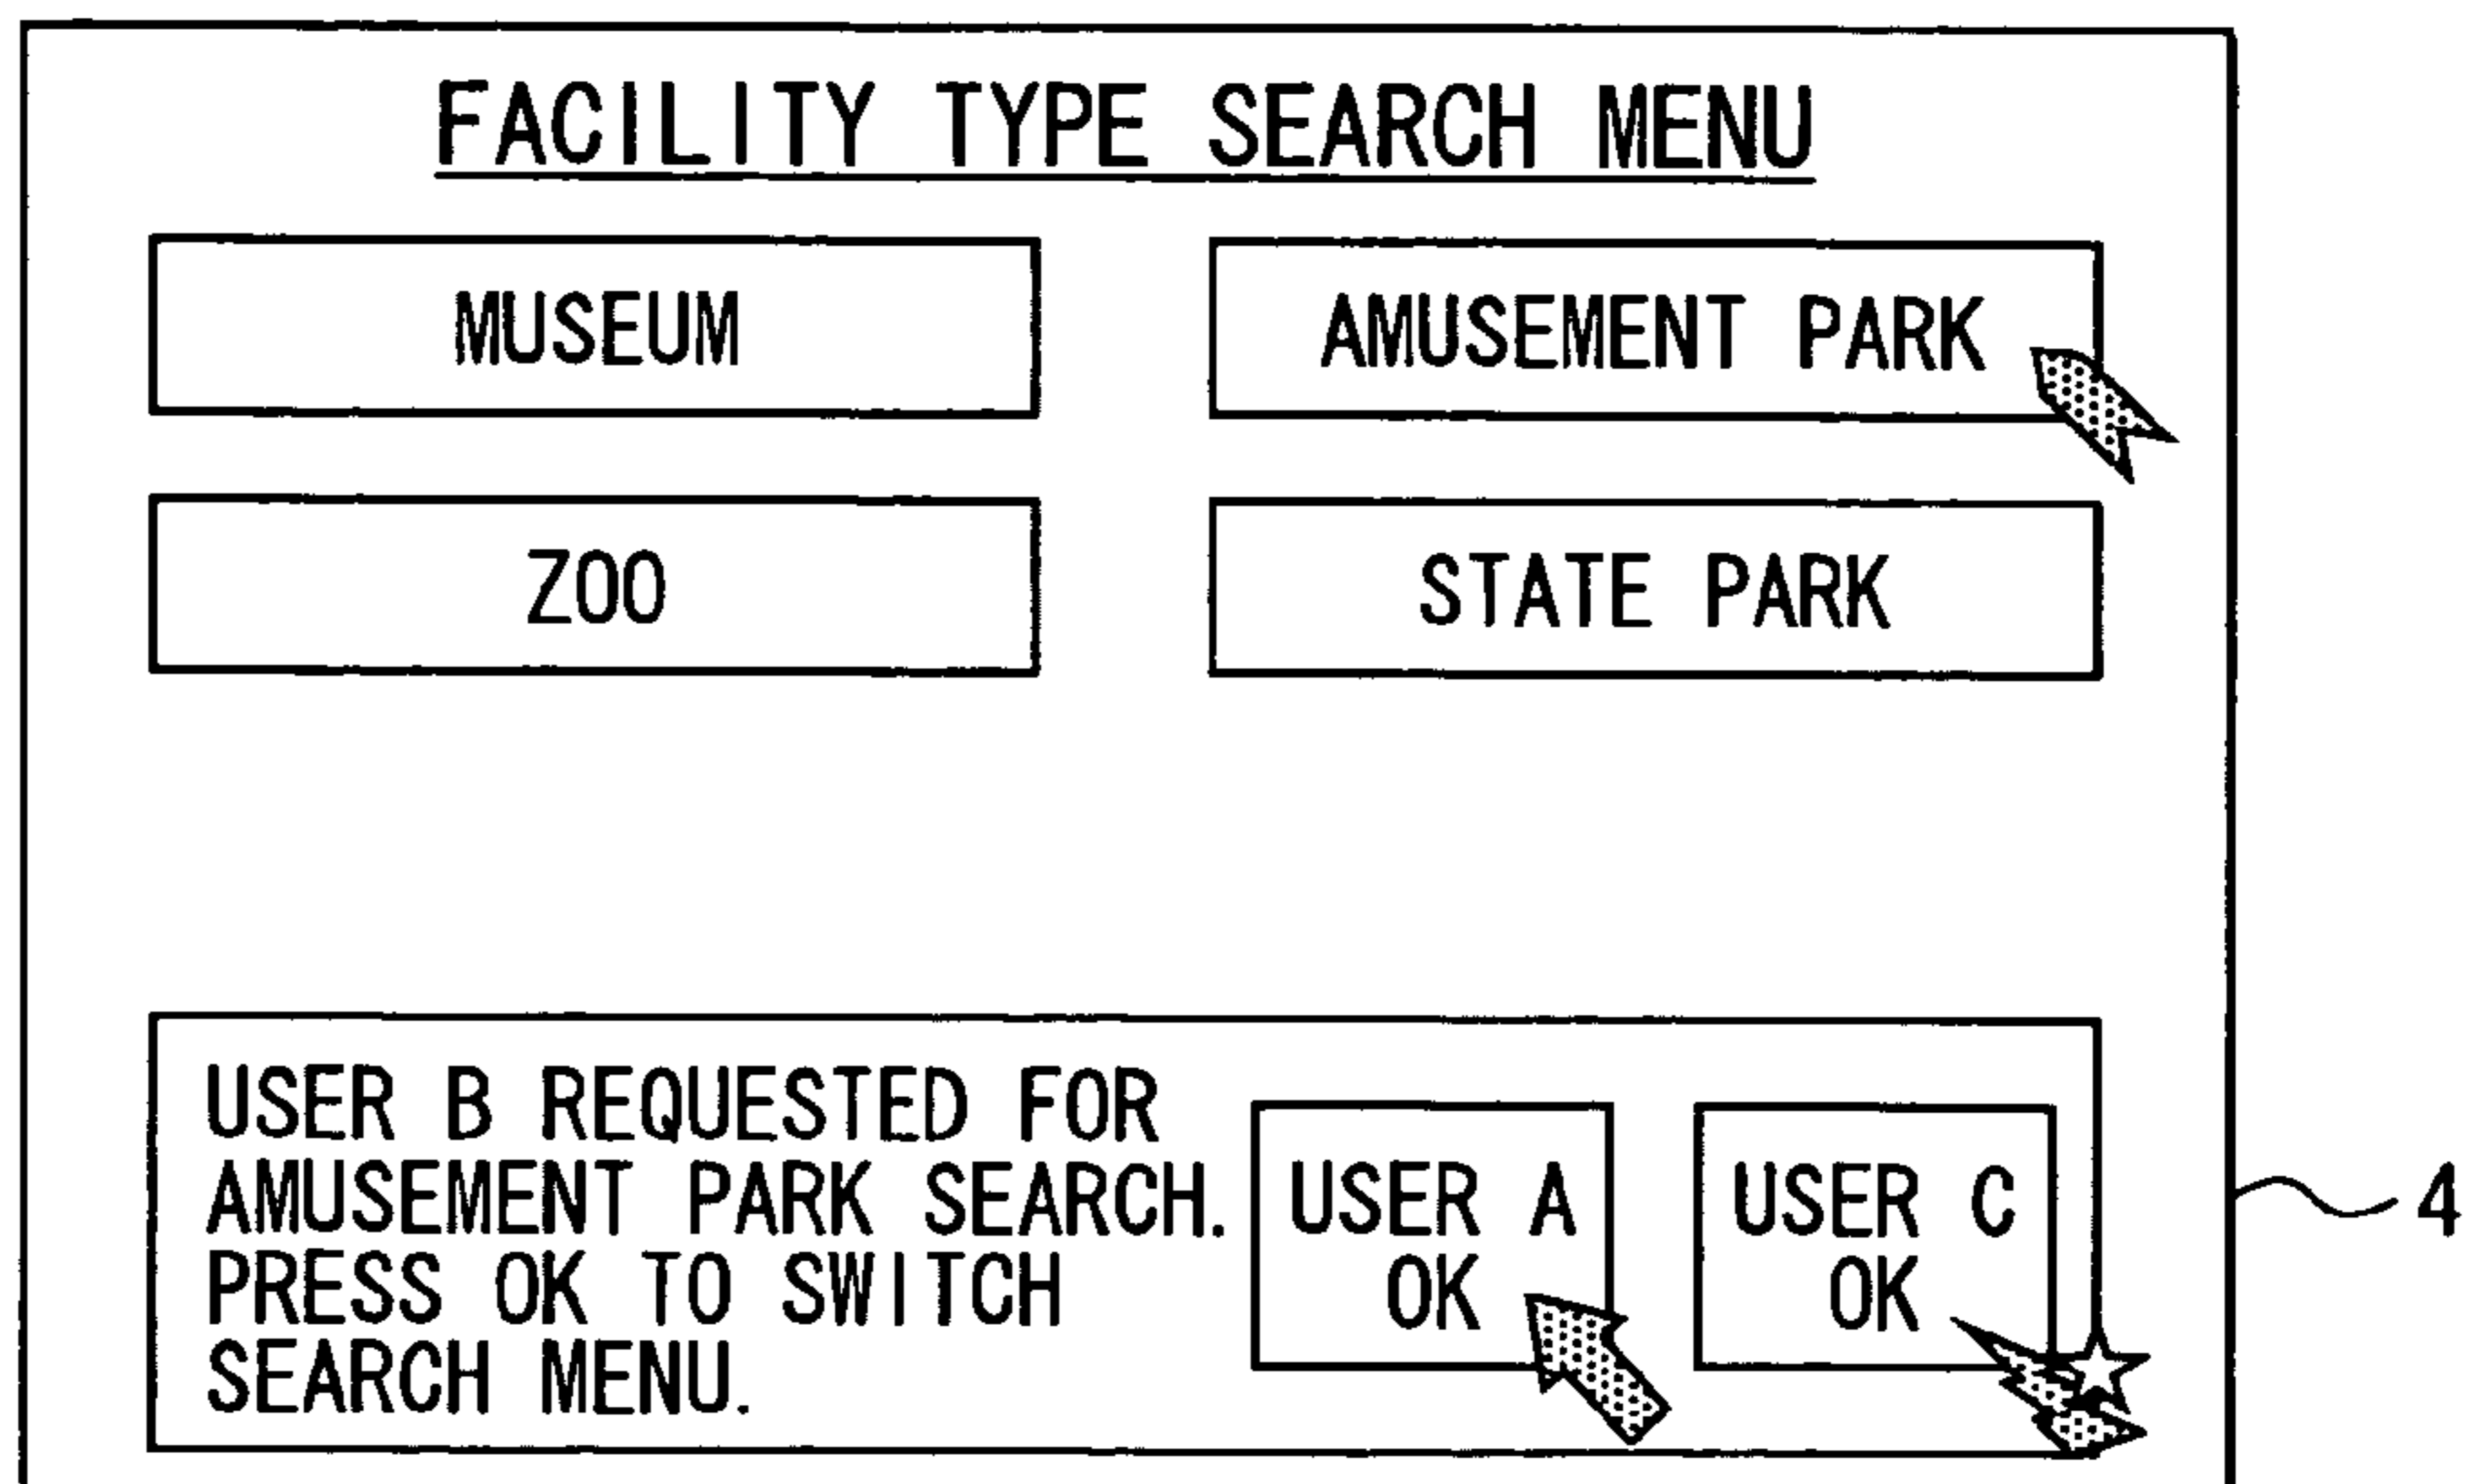 FACILITY TYPE SEARCH MENU
MUSEUM
AMUSEMENT PARK
ZOO
STATE PARK
USER B REQUESTED FOR
AMUSEMENT PARK SEARCH.
PRESS OK TO SWITCH
SEARCH MENU.
USER A
OK
USER C
OK
4